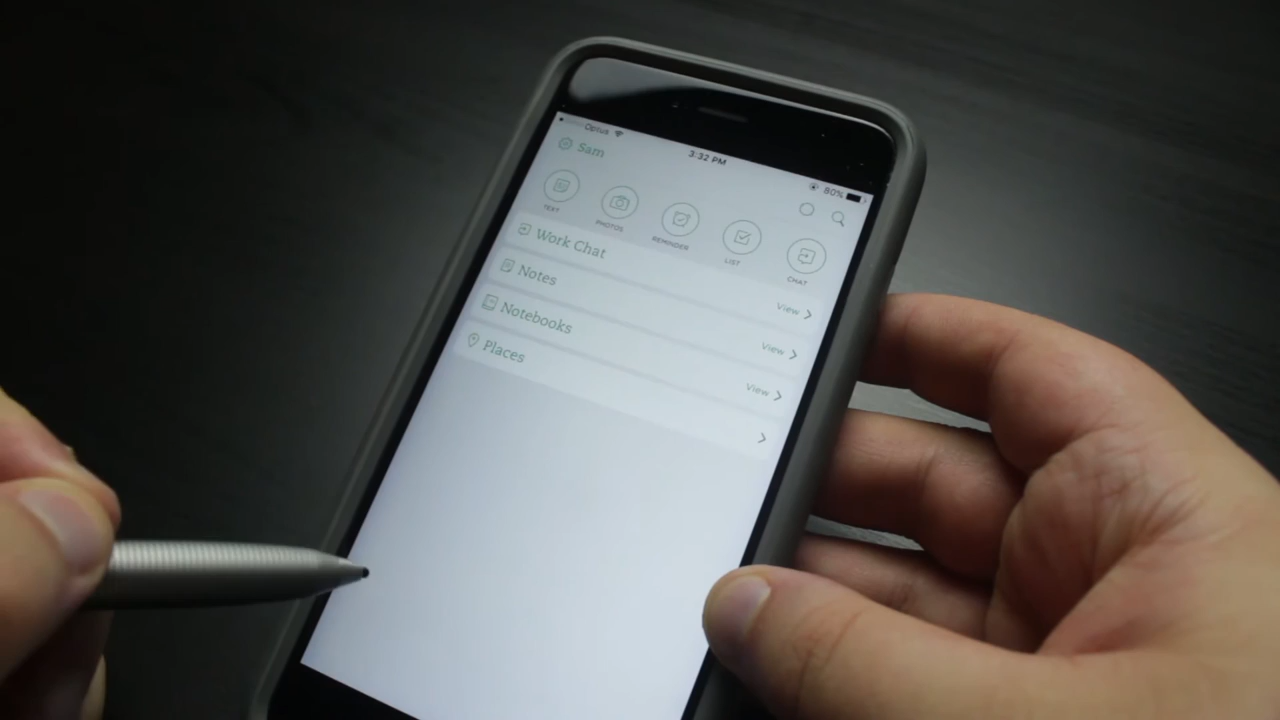 Optus
3:32 PM
80%
Sam
TEXT
PHOTOS
REMINDER
LIST
CHAT
Work Chat
View
Notes
View
Notebooks
View
Places